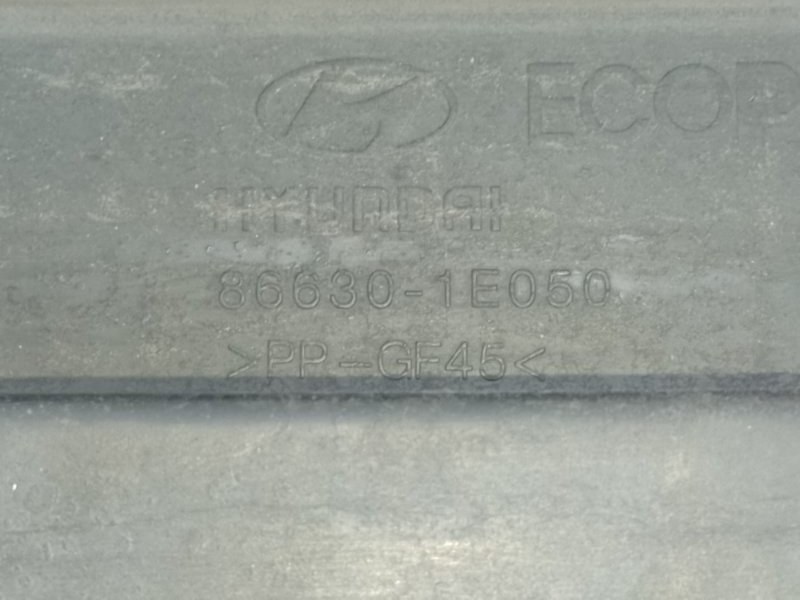 ECOP
HYUNDAI
86630-1E050
>PP-GF45<